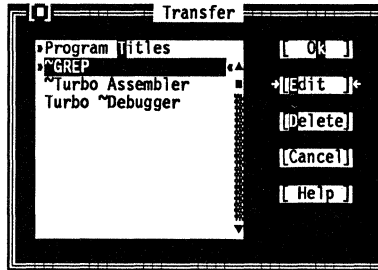 Transfer
Program Titles
~GREP
~Turbo Assembler
Turbo ~Debugger
[ Ok ]
[Edit ]
[Delete]
[Cancel]
[ Help ]